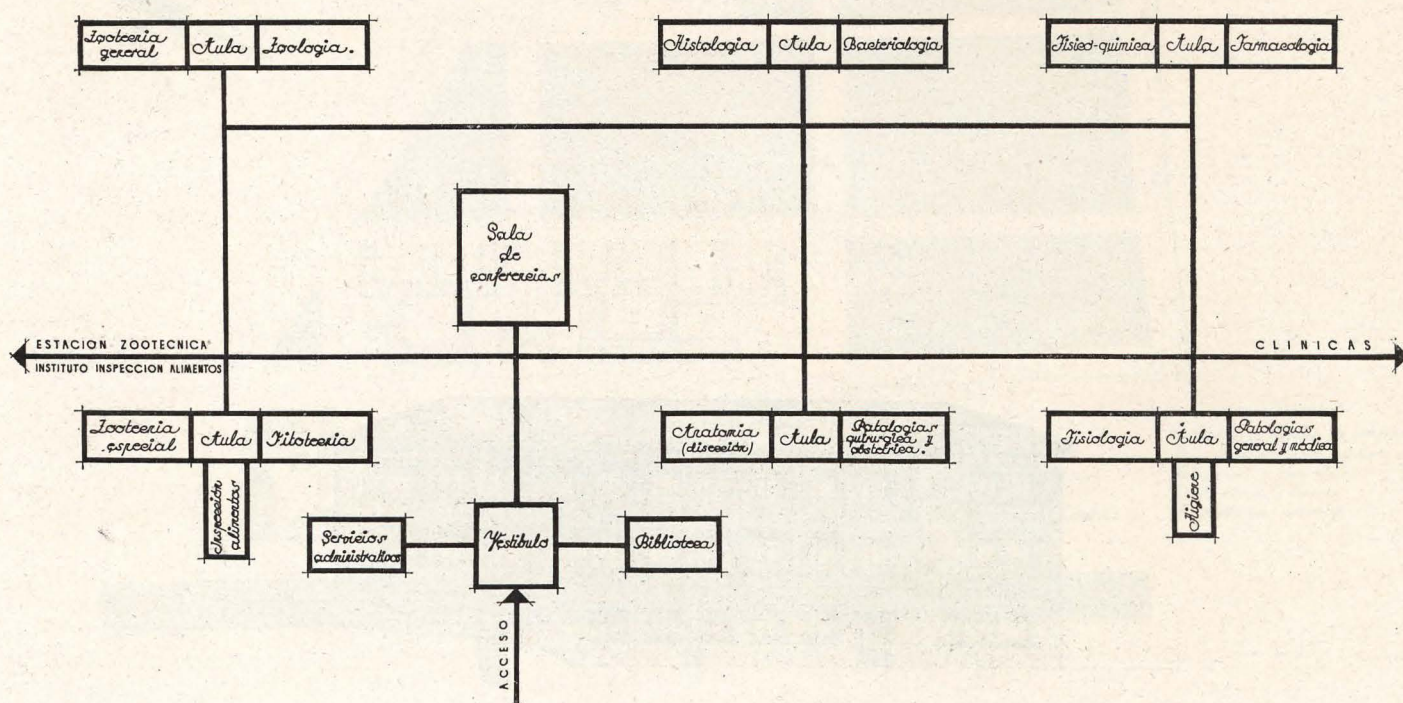 Zootecnia
general
Aula
Zoologia.
Histologia
Aula
Bacteriologia
Fisico-quimica
Aula
Farmacologia
Sala
de
conferencias
ESTACION ZOOTECNICA
INSTITUTO INSPECCION ALIMENTOS
CLINICAS
Zootecnia
especial
Aula
Fitotecnia
Anatomia
(disección)
Aula
Patologias
quirurgica y
obstetrica.
Fisiologia
Aula
Patologias
general y médica
Inspección
alimentos
Higiene
Servicios
administrativos
Vestibulo
Biblioteca
ACCESO